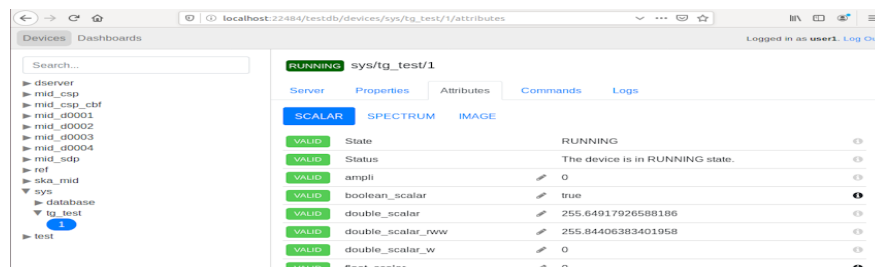 localhost:22484/testdb/devices/sys/tg_test/1/attributes
Devices Dashboards
Logged in as user1. Log Ou
Search...
dserver
mid_csp
mid_csp_cbf
mid_d0001
mid_d0002
mid_d0003
mid_d0004
mid_sdp
ref
ska_mid
sys
database
tg_test
1
test
RUNNING sys/tg_test/1
Server Properties Attributes Commands Logs
SCALAR SPECTRUM IMAGE
VALID State RUNNING
VALID Status The device is in RUNNING state.
VALID ampli 0
VALID boolean_scalar true
VALID double_scalar 255.64917926588186
VALID double_scalar_rww 255.84406383401958
VALID double_scalar_w 0